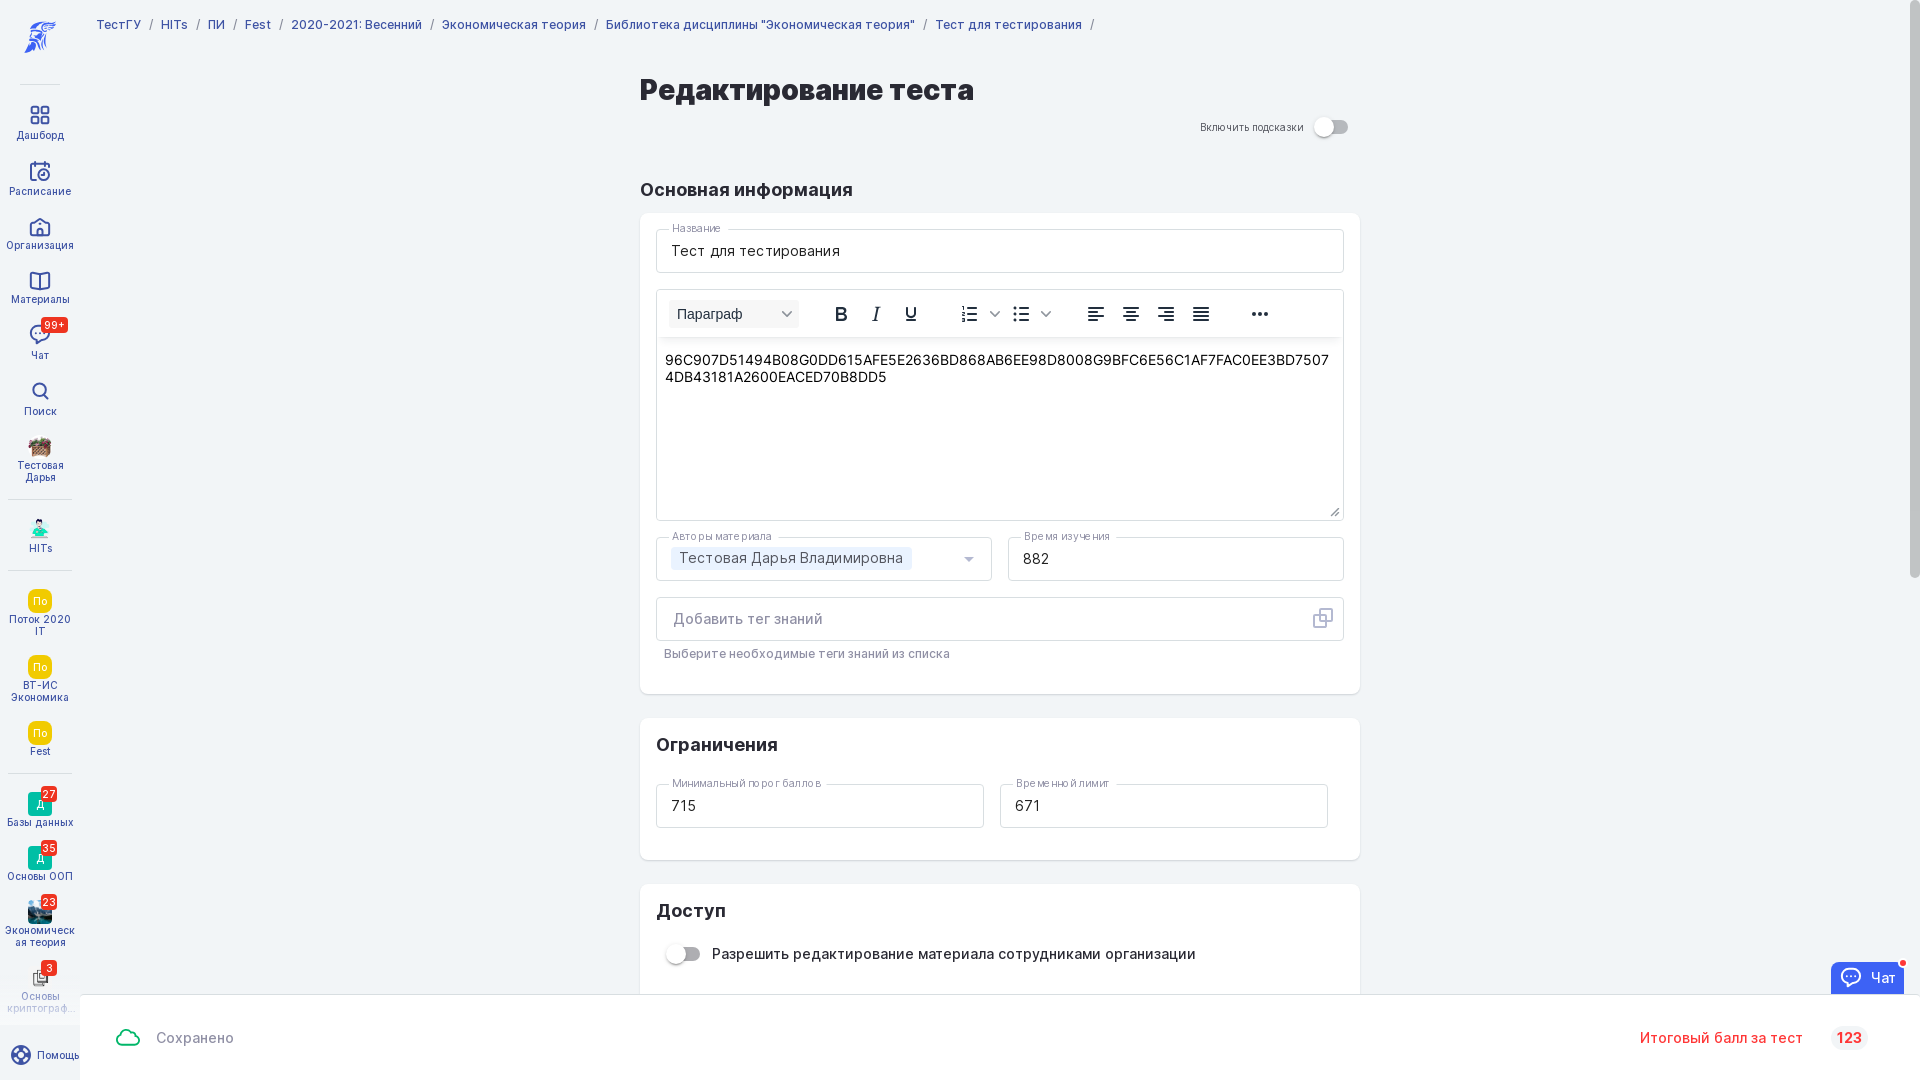 ТестГУ / HITs / ПИ / Fest / 2020-2021: Весенний / Экономическая теория / Библиотека дисциплины "Экономическая теория" / Тест для тестирования /
Дашборд
Расписание
Организация
Материалы
99+
Чат
Поиск
Тестовая
Дарья
HITs
По
Поток 2020
IT
По
ВТ-ИС
Экономика
По
Fest
27
Д
Базы данных
35
Д
Основы ООП
23
Экономическ
ая теория
3
Основы
криптограф...
Помощь
Редактирование теста
Включить подсказки
Основная информация
Название
Тест для тестирования
Параграф B I U
96C907D51494B08G0DD615AFE5E2636BD868AB6EE98D8008G9BFC6E56C1AF7FAC0EE3BD7507
4DB43181A2600EACED70B8DD5
Авторы материала
Тестовая Дарья Владимировна
Время изучения
882
Добавить тег знаний
Выберите необходимые теги знаний из списка
Ограничения
Минимальный порог баллов
715
Временной лимит
671
Доступ
Разрешить редактирование материала сотрудниками организации
Чат
Сохранено
Итоговый балл за тест 123